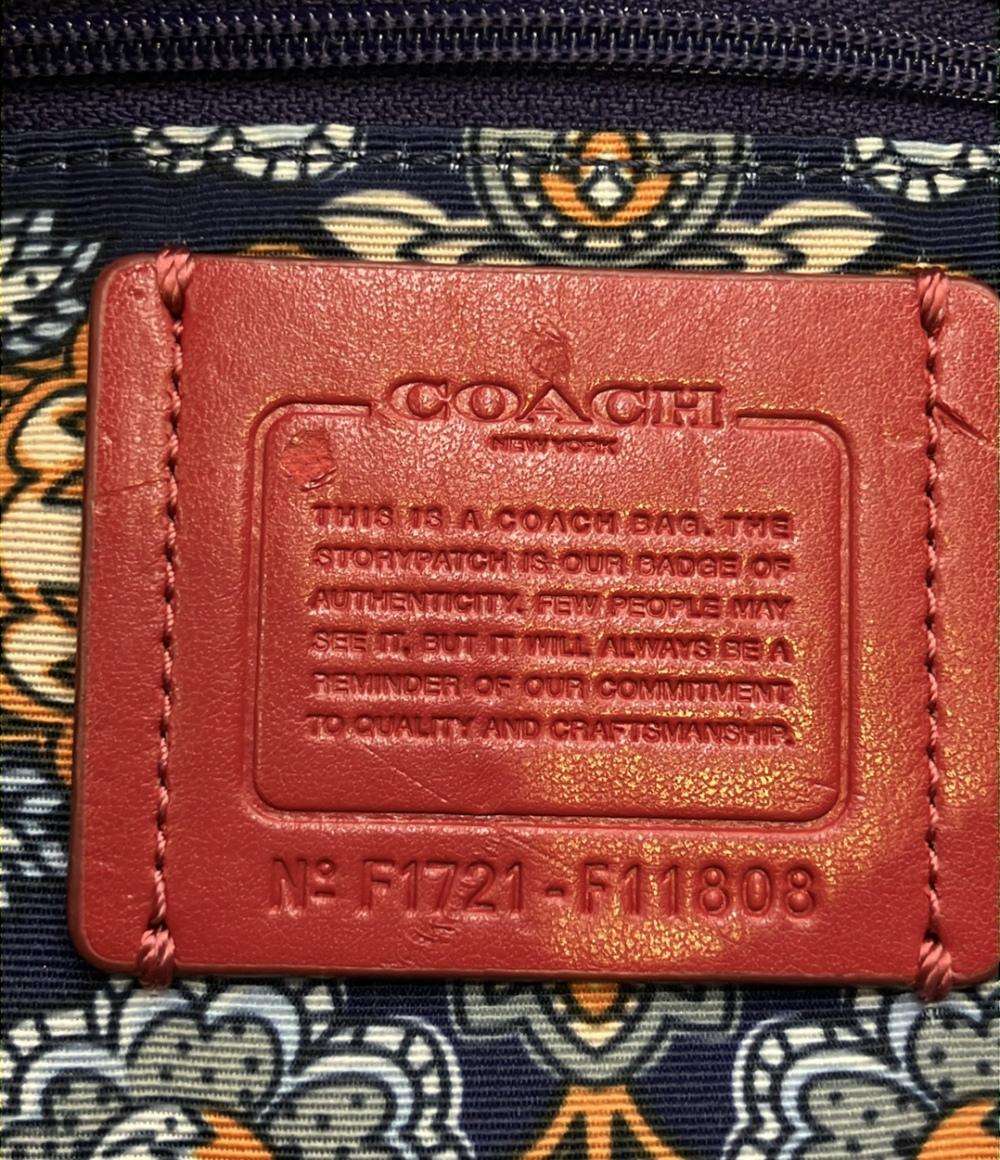 COACH
NEW YORK
THIS IS A COACH BAG. THE
STORYPATCH IS OUR BADGE OF
AUTHENTICITY. FEW PEOPLE MAY
SEE IT, BUT IT WILL ALWAYS BE A
REMINDER OF OUR COMMITMENT
TO QUALITY AND CRAFTSMANSHIP.
Nº F1721-F11808